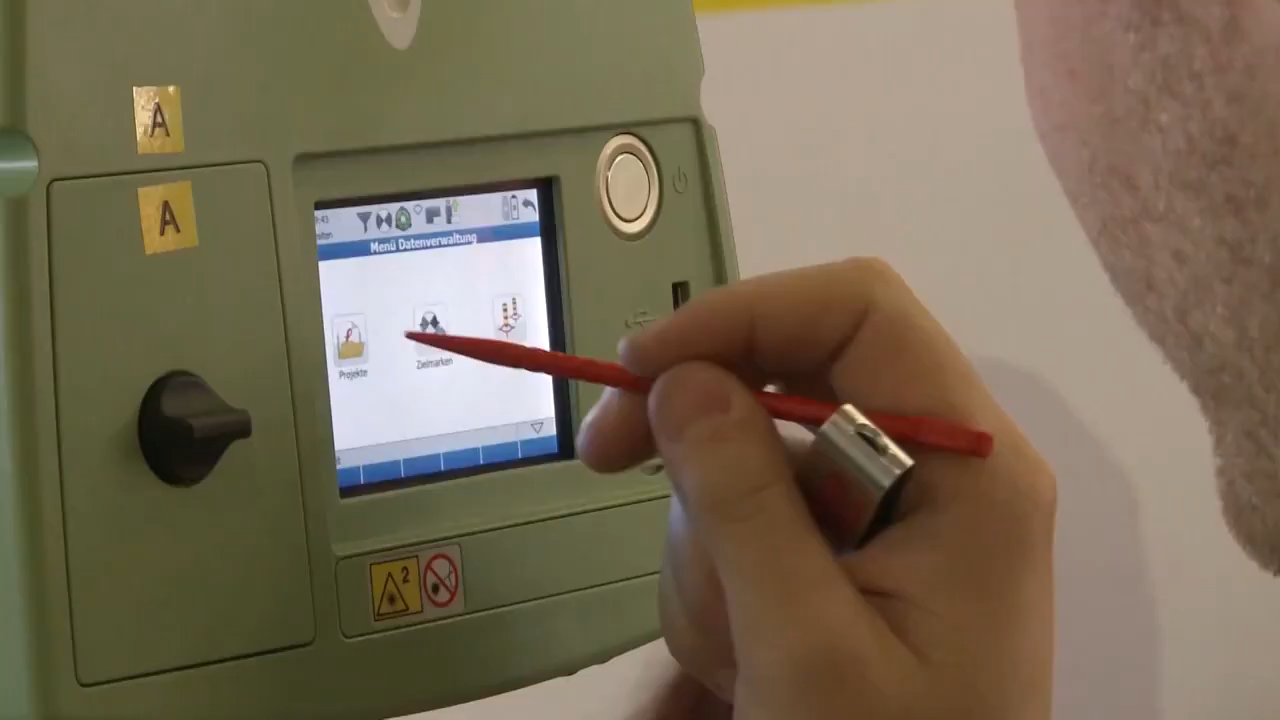 A
A
Menü Datenverwaltung
Projekte
Zielmarken
2